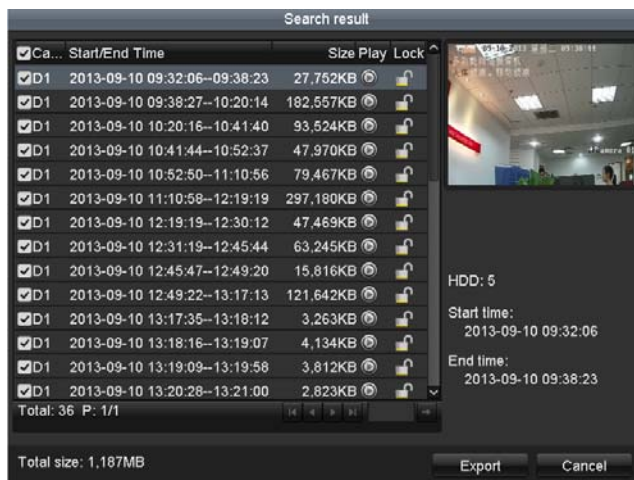 Search result
Ca... Start/End Time Size Play Lock
D1 2013-09-10 09:32:06--09:38:23 27,752KB
D1 2013-09-10 09:38:27--10:20:14 182,557KB
D1 2013-09-10 10:20:16--10:41:40 93,524KB
D1 2013-09-10 10:41:44--10:52:37 47,970KB
D1 2013-09-10 10:52:50--11:10:56 79,467KB
D1 2013-09-10 11:10:58--12:19:19 297,180KB
D1 2013-09-10 12:19:19--12:30:12 47,469KB
D1 2013-09-10 12:31:19--12:45:44 63,245KB
D1 2013-09-10 12:45:47--12:49:20 15,816KB
D1 2013-09-10 12:49:22--13:17:13 121,642KB
D1 2013-09-10 13:17:35--13:18:12 3,263KB
D1 2013-09-10 13:18:16--13:19:07 4,134KB
D1 2013-09-10 13:19:09--13:19:58 3,812KB
D1 2013-09-10 13:20:28--13:21:00 2,823KB
Total: 36 P: 1/1
HDD: 5
Start time:
2013-09-10 09:32:06
End time:
2013-09-10 09:38:23
Total size: 1,187MB
Export Cancel